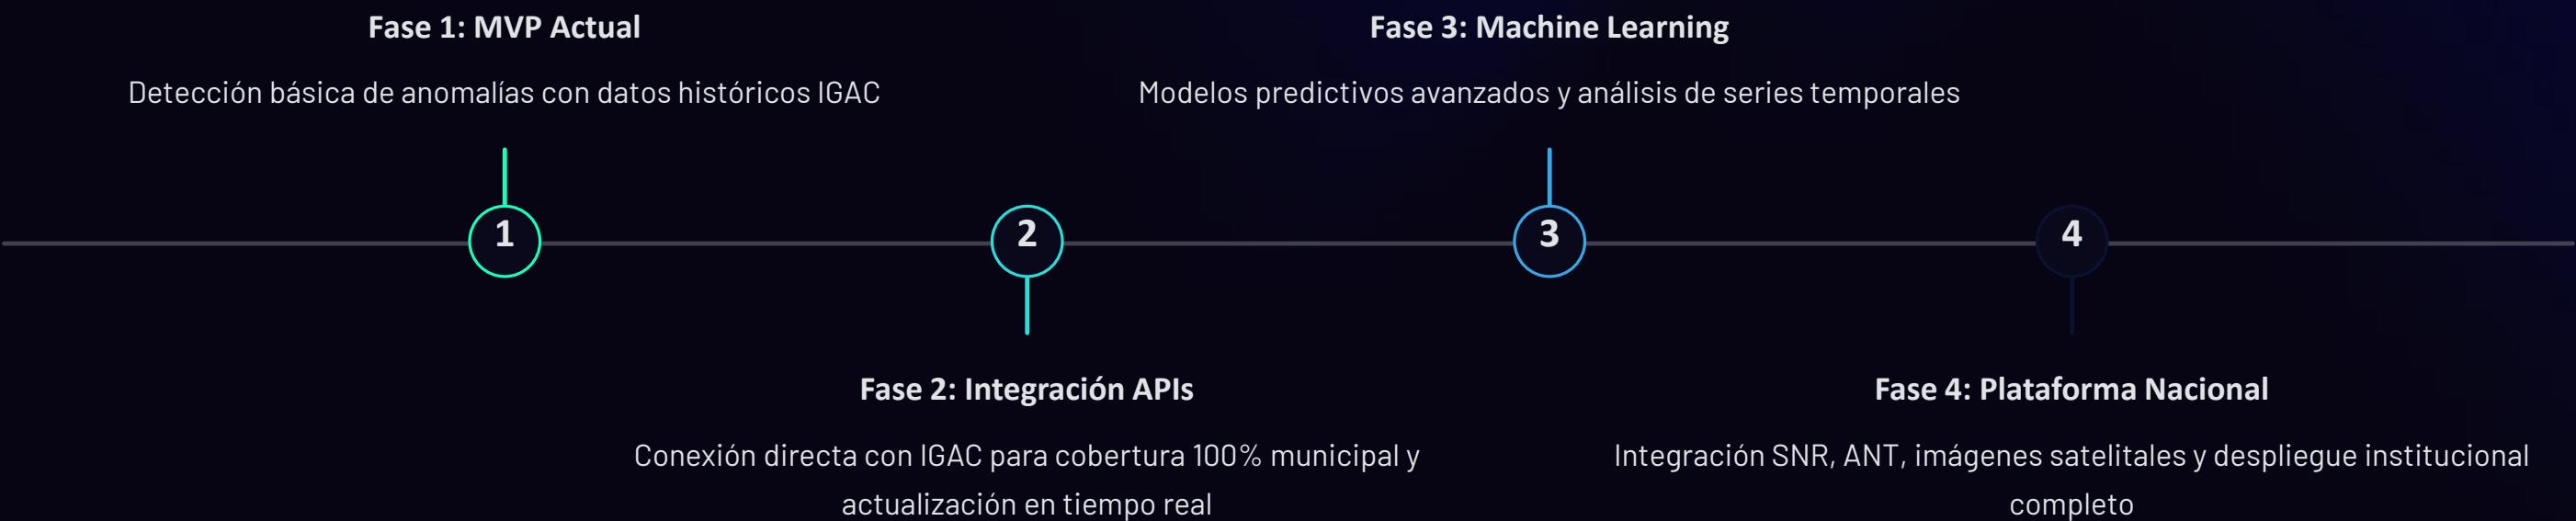 Fase 1: MVP Actual
Detección básica de anomalías con datos históricos IGAC
1
Fase 2: Integración APIs
Conexión directa con IGAC para cobertura 100% municipal y
actualización en tiempo real
2
Fase 3: Machine Learning
Modelos predictivos avanzados y análisis de series temporales
3
Fase 4: Plataforma Nacional
Integración SNR, ANT, imágenes satelitales y despliegue institucional
completo
4